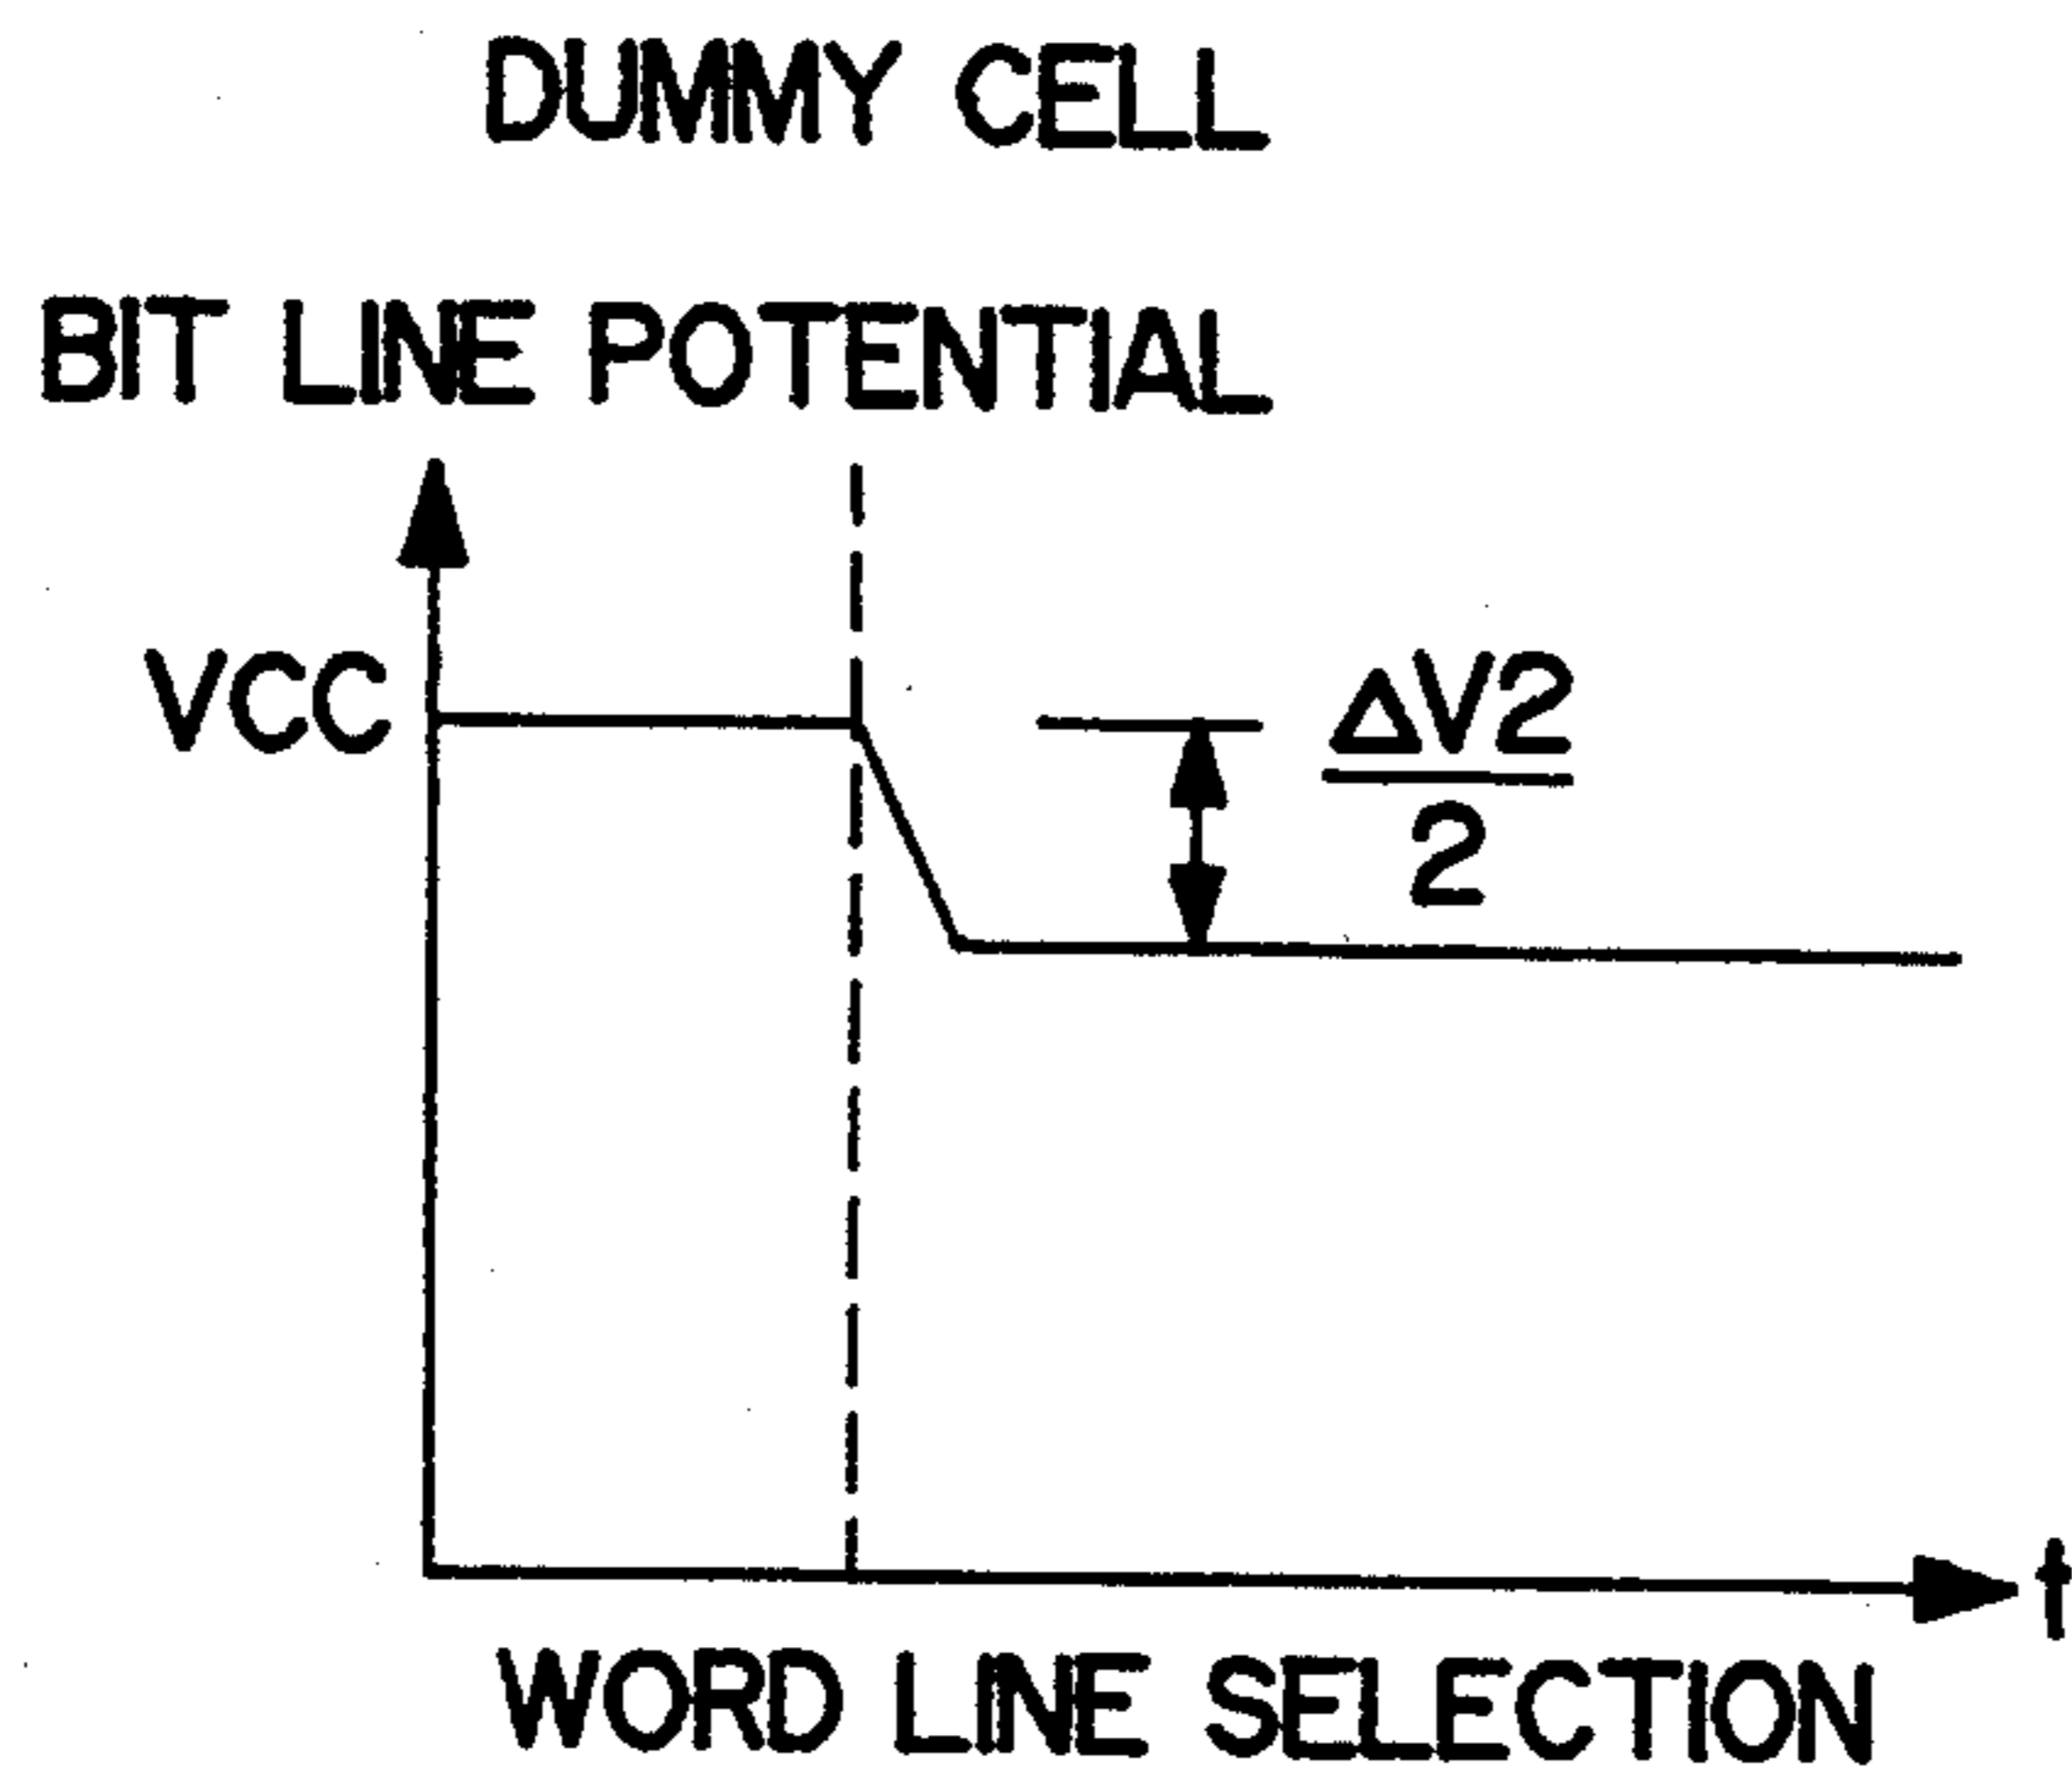 DUMMY CELL
BIT LINE POTENTIAL
VCC
ΔV2
2
t
WORD LINE SELECTION